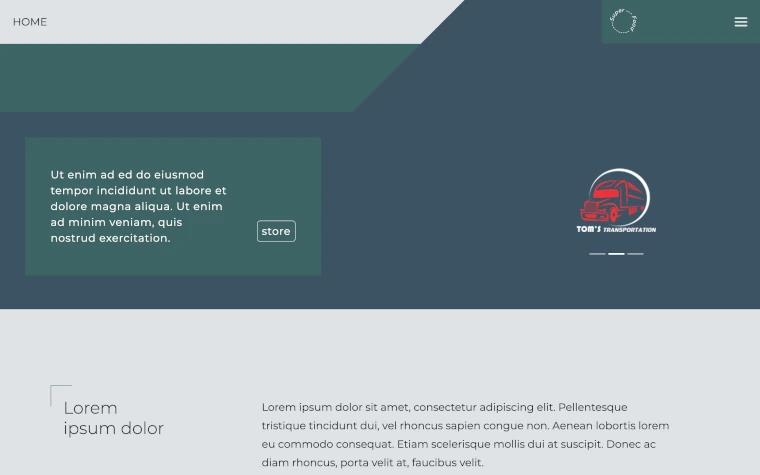 HOME
Super Food
Ut enim ad ed do eiusmod
tempor incididunt ut labore et
dolore magna aliqua. Ut enim
ad minim veniam, quis
nostrud exercitation.
store
TOM'S TRANSPORTATION
Lorem
ipsum dolor
Lorem ipsum dolor sit amet, consectetur adipiscing elit. Pellentesque
tristique tincidunt dui, vel rhoncus sapien congue non. Aenean lobortis lorem
eu commodo consequat. Etiam scelerisque mollis dui at suscipit. Donec ac
diam rhoncus, porta velit at, faucibus velit.